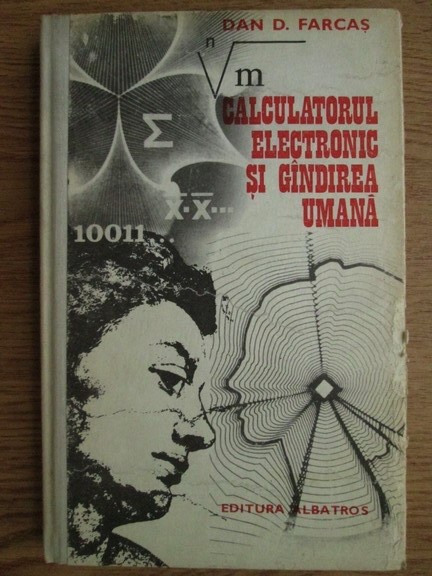 DAN D. FARCAȘ
n√m
CALCULATORUL
ELECTRONIC
ȘI GÎNDIREA
UMANĂ
Σ
X̅·X̅···
10011...
EDITURA ALBATROS